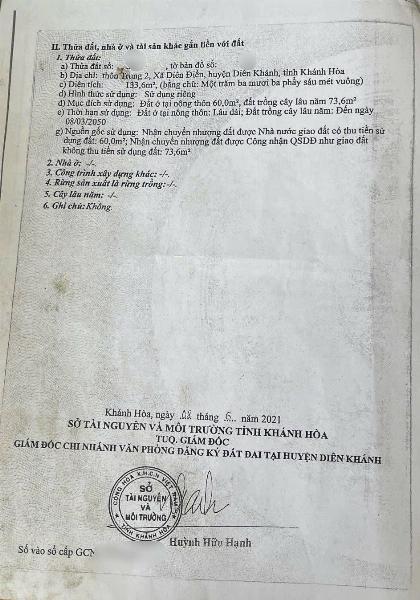 II. Thửa đất, nhà ở và tài sản khác gắn liền với đất
1. Thửa đất:
a) Thửa đất số: , tờ bản đồ số:
b) Địa chỉ: thôn Trung 2, Xã Diên Điền, huyện Diên Khánh, tỉnh Khánh Hòa
c) Diện tích: 133,6m², (bằng chữ: Một trăm ba mươi ba phẩy sáu mét vuông)
d) Hình thức sử dụng: Sử dụng riêng
đ) Mục đích sử dụng: Đất ở tại nông thôn 60,0m², đất trồng cây lâu năm 73,6m²
e) Thời hạn sử dụng: Đất ở tại nông thôn: Lâu dài; Đất trồng cây lâu năm: Đến ngày
08/03/2050
g) Nguồn gốc sử dụng: Nhận chuyển nhượng đất được Nhà nước giao đất có thu tiền sử
dụng đất: 60,0m²; Nhận chuyển nhượng đất được Công nhận QSDĐ như giao đất
không thu tiền sử dụng đất: 73,6m²
2. Nhà ở: -/-
3. Công trình xây dựng khác: -/-
4. Rừng sản xuất là rừng trồng: -/-
5. Cây lâu năm: -/-
6. Ghi chú: Không
Khánh Hòa, ngày 08 tháng 6 năm 2021
SỞ TÀI NGUYÊN VÀ MÔI TRƯỜNG TỈNH KHÁNH HÒA
TUQ. GIÁM ĐỐC
GIÁM ĐỐC CHI NHÁNH VĂN PHÒNG ĐĂNG KÝ ĐẤT ĐAI TẠI HUYỆN DIÊN KHÁNH
CỘNG HÒA X.H.C.N VIỆT NAM
SỞ
TÀI NGUYÊN
VÀ
MÔI TRƯỜNG
TỈNH KHÁNH HÒA
Huỳnh Hữu Hạnh
Số vào sổ cấp GCN